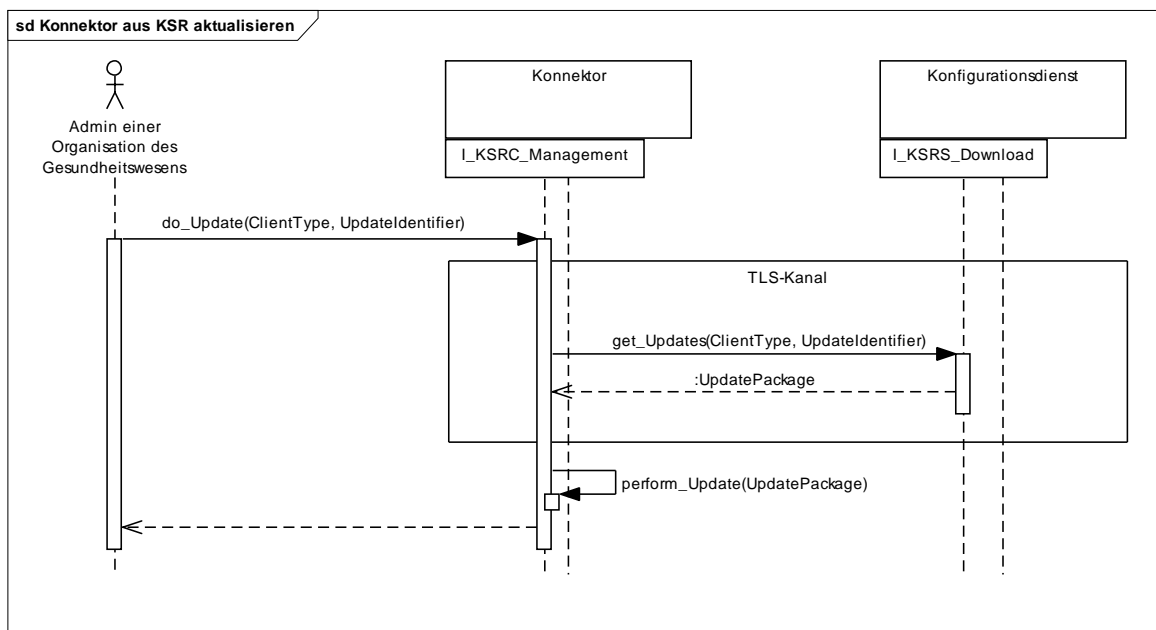 sd Konnektor aus KSR aktualisieren
Admin einer
Organisation des
Gesundheitswesens
Konnektor
I_KSRC_Management
Konfigurationsdienst
I_KSRS_Download
do_Update(ClientType, UpdateIdentifier)
TLS-Kanal
get_Updates(ClientType, UpdateIdentifier)
:UpdatePackage
perform_Update(UpdatePackage)